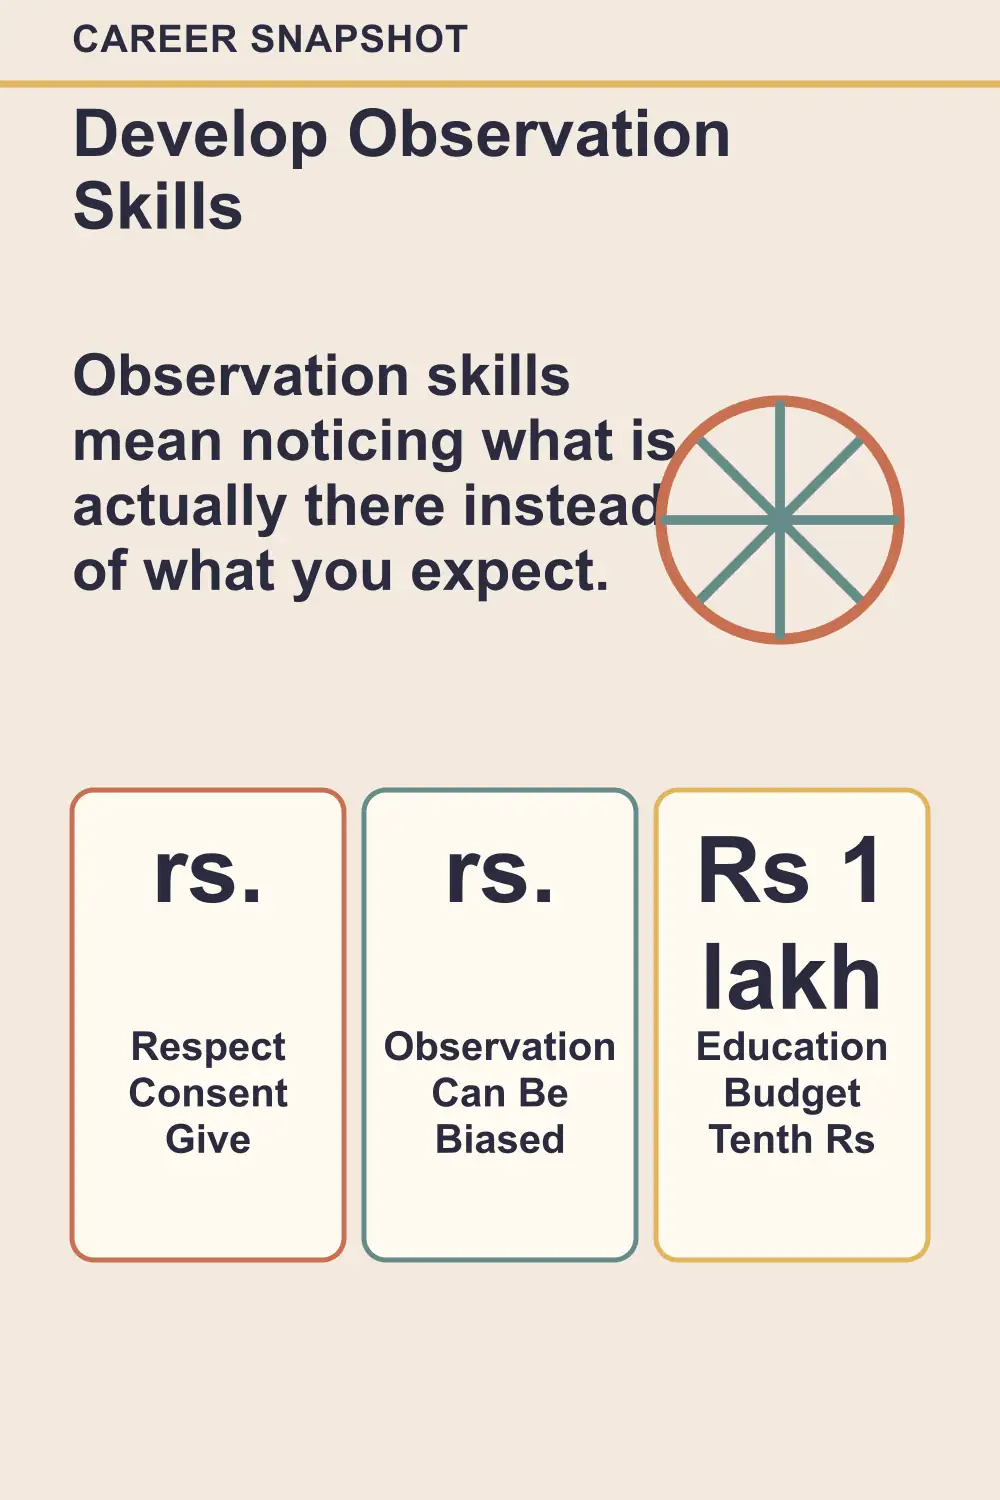 CAREER SNAPSHOT
Develop Observation
Skills
Observation skills
mean noticing what is
actually there instead
of what you expect.
rs.
Respect
Consent
Give
rs.
Observation
Can Be
Biased
Rs 1
lakh
Education
Budget
Tenth Rs